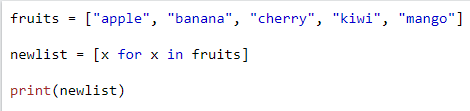 fruits = ["apple", "banana", "cherry", "kiwi", "mango"]
newlist = [x for x in fruits]
print(newlist)